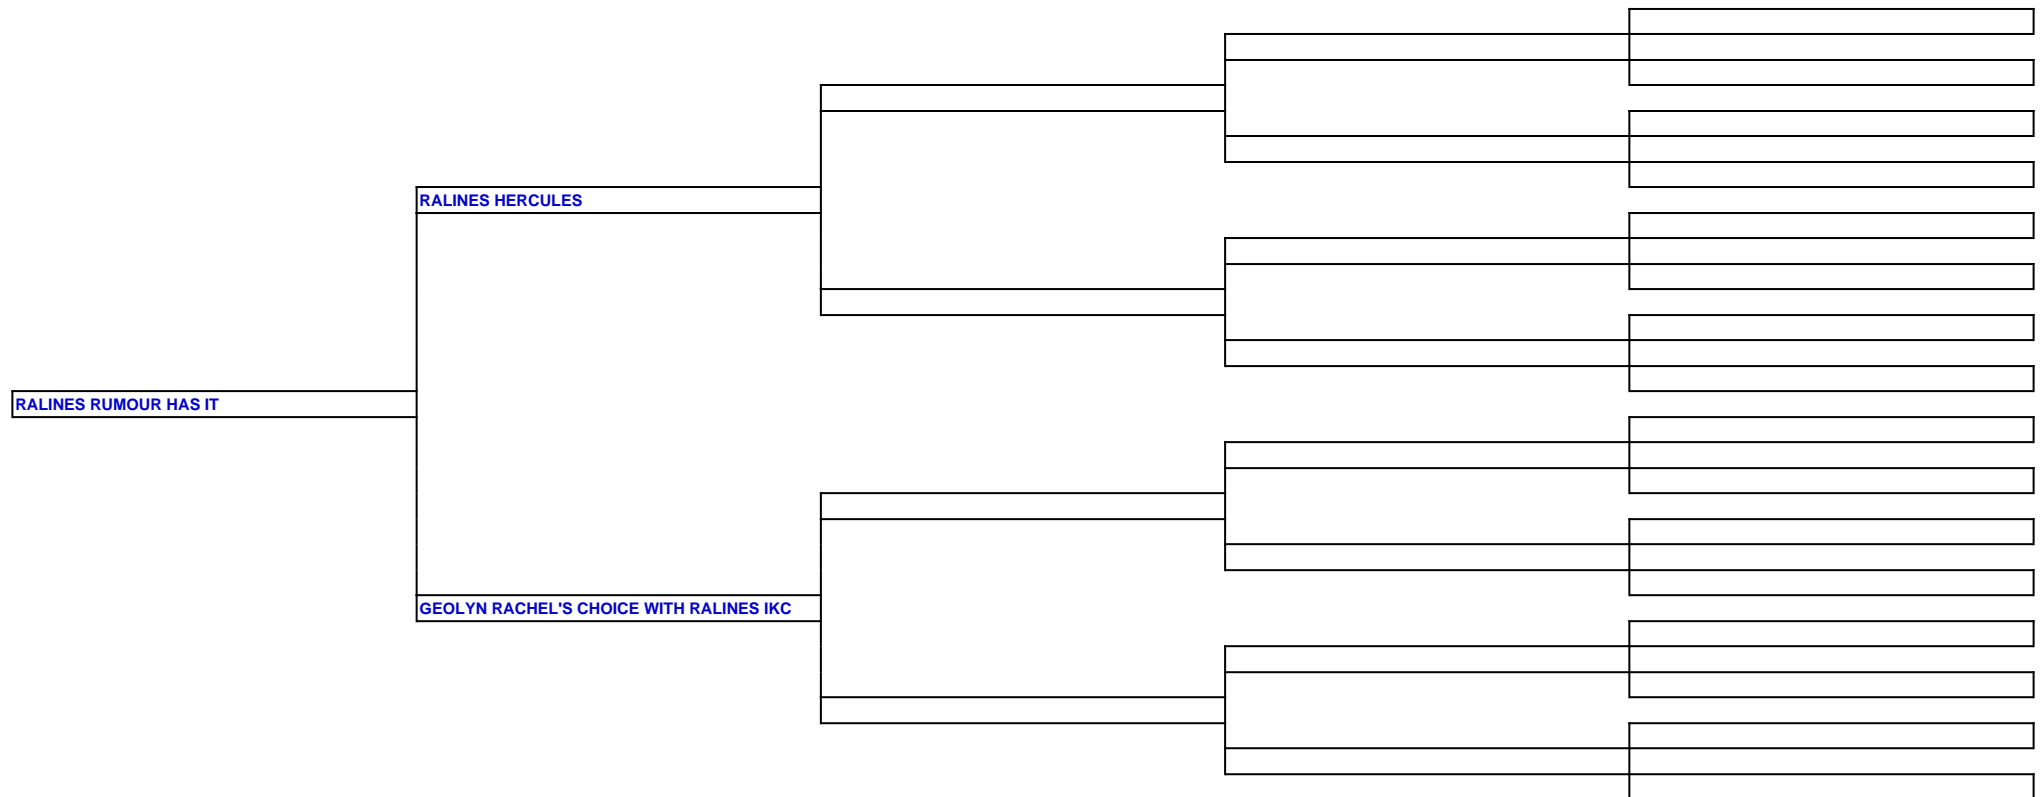 RALINES HERCULES
RALINES RUMOUR HAS IT
GEOLYN RACHEL'S CHOICE WITH RALINES IKC